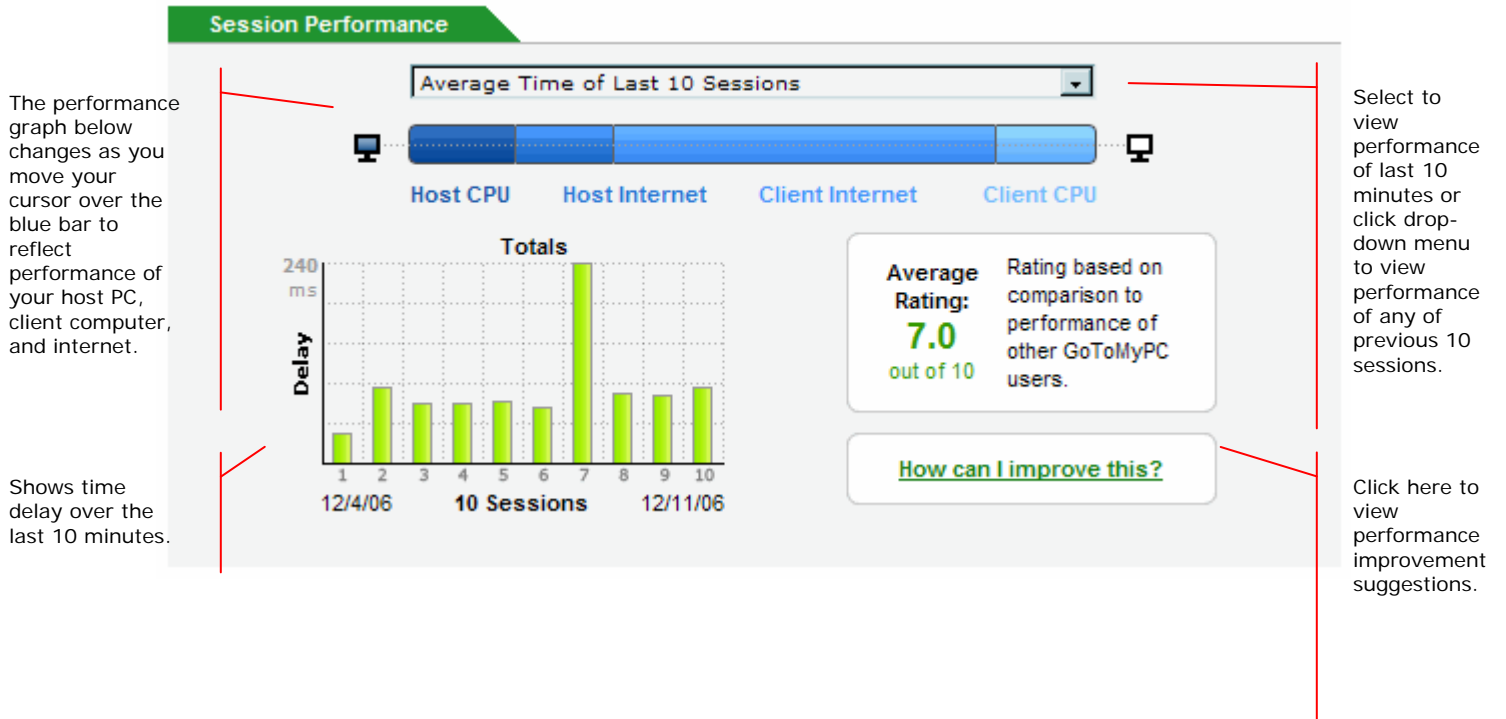 Session Performance
The performance
graph below
changes as you
move your
cursor over the
blue bar to
reflect
performance of
your host PC,
client computer,
and internet.
Shows time
delay over the
last 10 minutes.
Average Time of Last 10 Sessions
Host CPU Host Internet Client Internet Client CPU
Totals
240
ms
Delay
1 2 3 4 5 6 7 8 9 10
12/4/06 10 Sessions 12/11/06
Average
Rating:
7.0
out of 10
Rating based on
comparison to
performance of
other GoToMyPC
users.
How can I improve this?
Select to
view
performance
of last 10
minutes or
click drop-
down menu
to view
performance
of any of
previous 10
sessions.
Click here to
view
performance
improvement
suggestions.